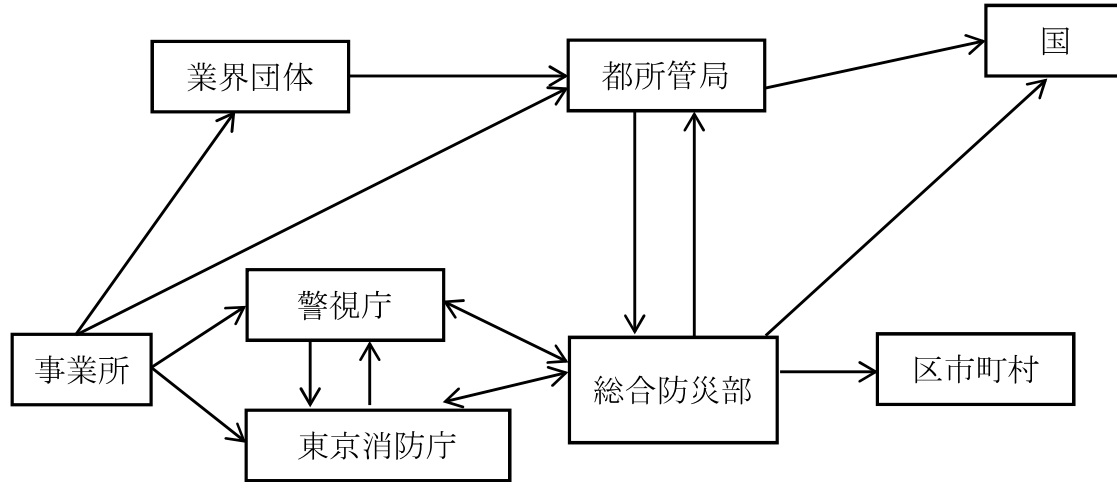 国
業界団体
都所管局
警視庁
事業所
総合防災部
区市町村
東京消防庁